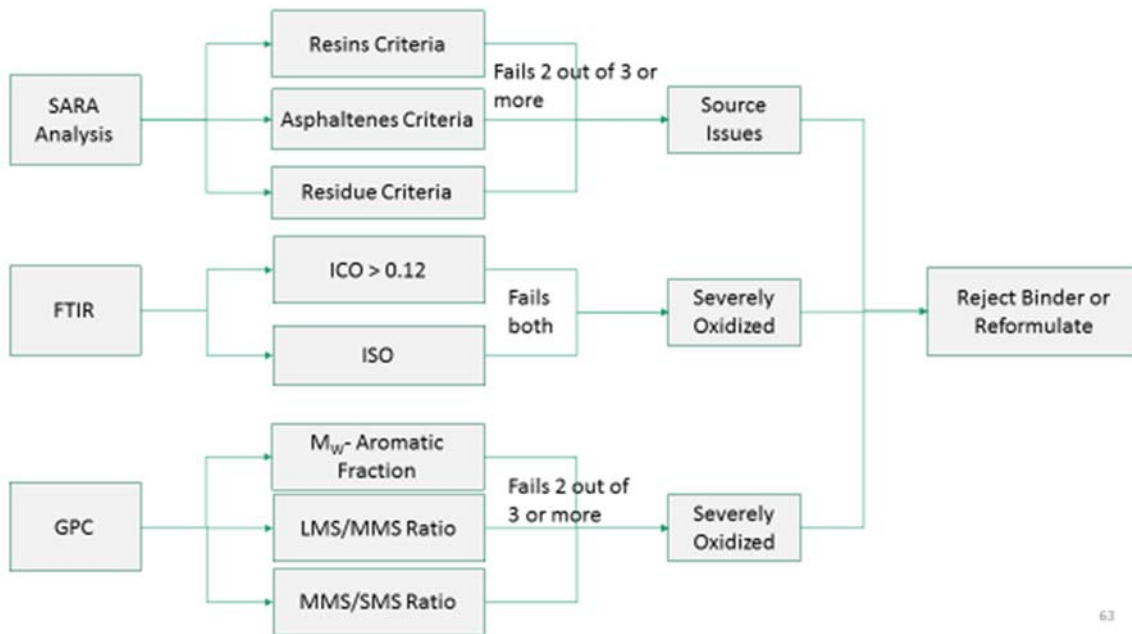 SARA
Analysis
Resins Criteria
Asphaltenes Criteria
Residue Criteria
Fails 2 out of 3 or
more
Source
Issues
FTIR
ICO > 0.12
ISO
Fails
both
Severely
Oxidized
Reject Binder or
Reformulate
GPC
Mw- Aromatic
Fraction
LMS/MMS Ratio
MMS/SMS Ratio
Fails 2 out of
3 or more
Severely
Oxidized
63